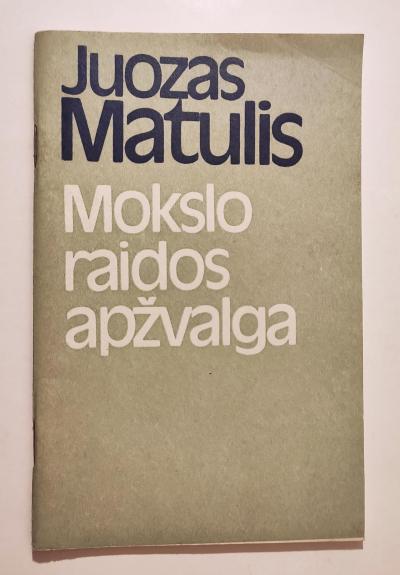 Juozas
Matulis
Mokslo
raidos
apžvalga